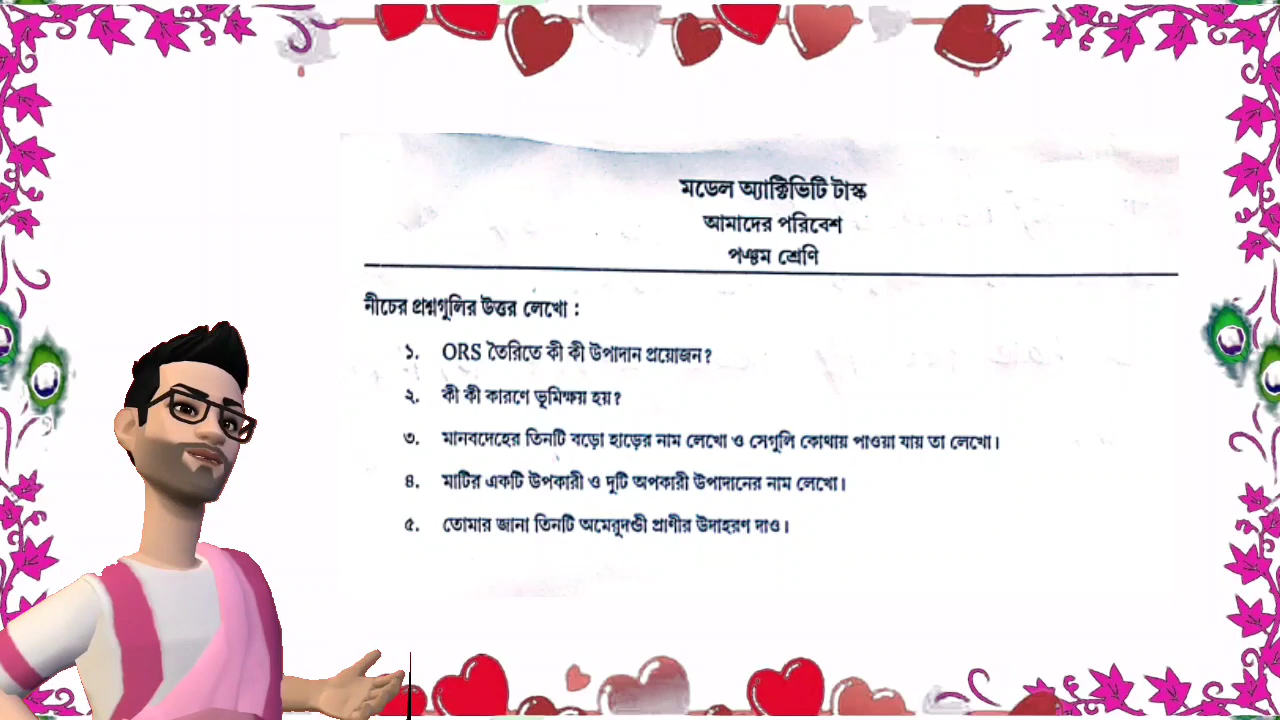 মডেল অ্যাক্টিভিটি টাস্ক
আমাদের পরিবেশ
পঞ্চম শ্রেণি
নীচের প্রশ্নগুলির উত্তর লেখো :
১. ORS তৈরিতে কী কী উপাদান প্রয়োজন?
২. কী কী কারণে ভূমিক্ষয় হয়?
৩. মানবদেহের তিনটি বড়ো হাড়ের নাম লেখো ও সেগুলি কোথায় পাওয়া যায় তা লেখো।
৪. মাটির একটি উপকারী ও দুটি অপকারী উপাদানের নাম লেখো।
৫. তোমার জানা তিনটি অমেরুদণ্ডী প্রাণীর উদাহরণ দাও।